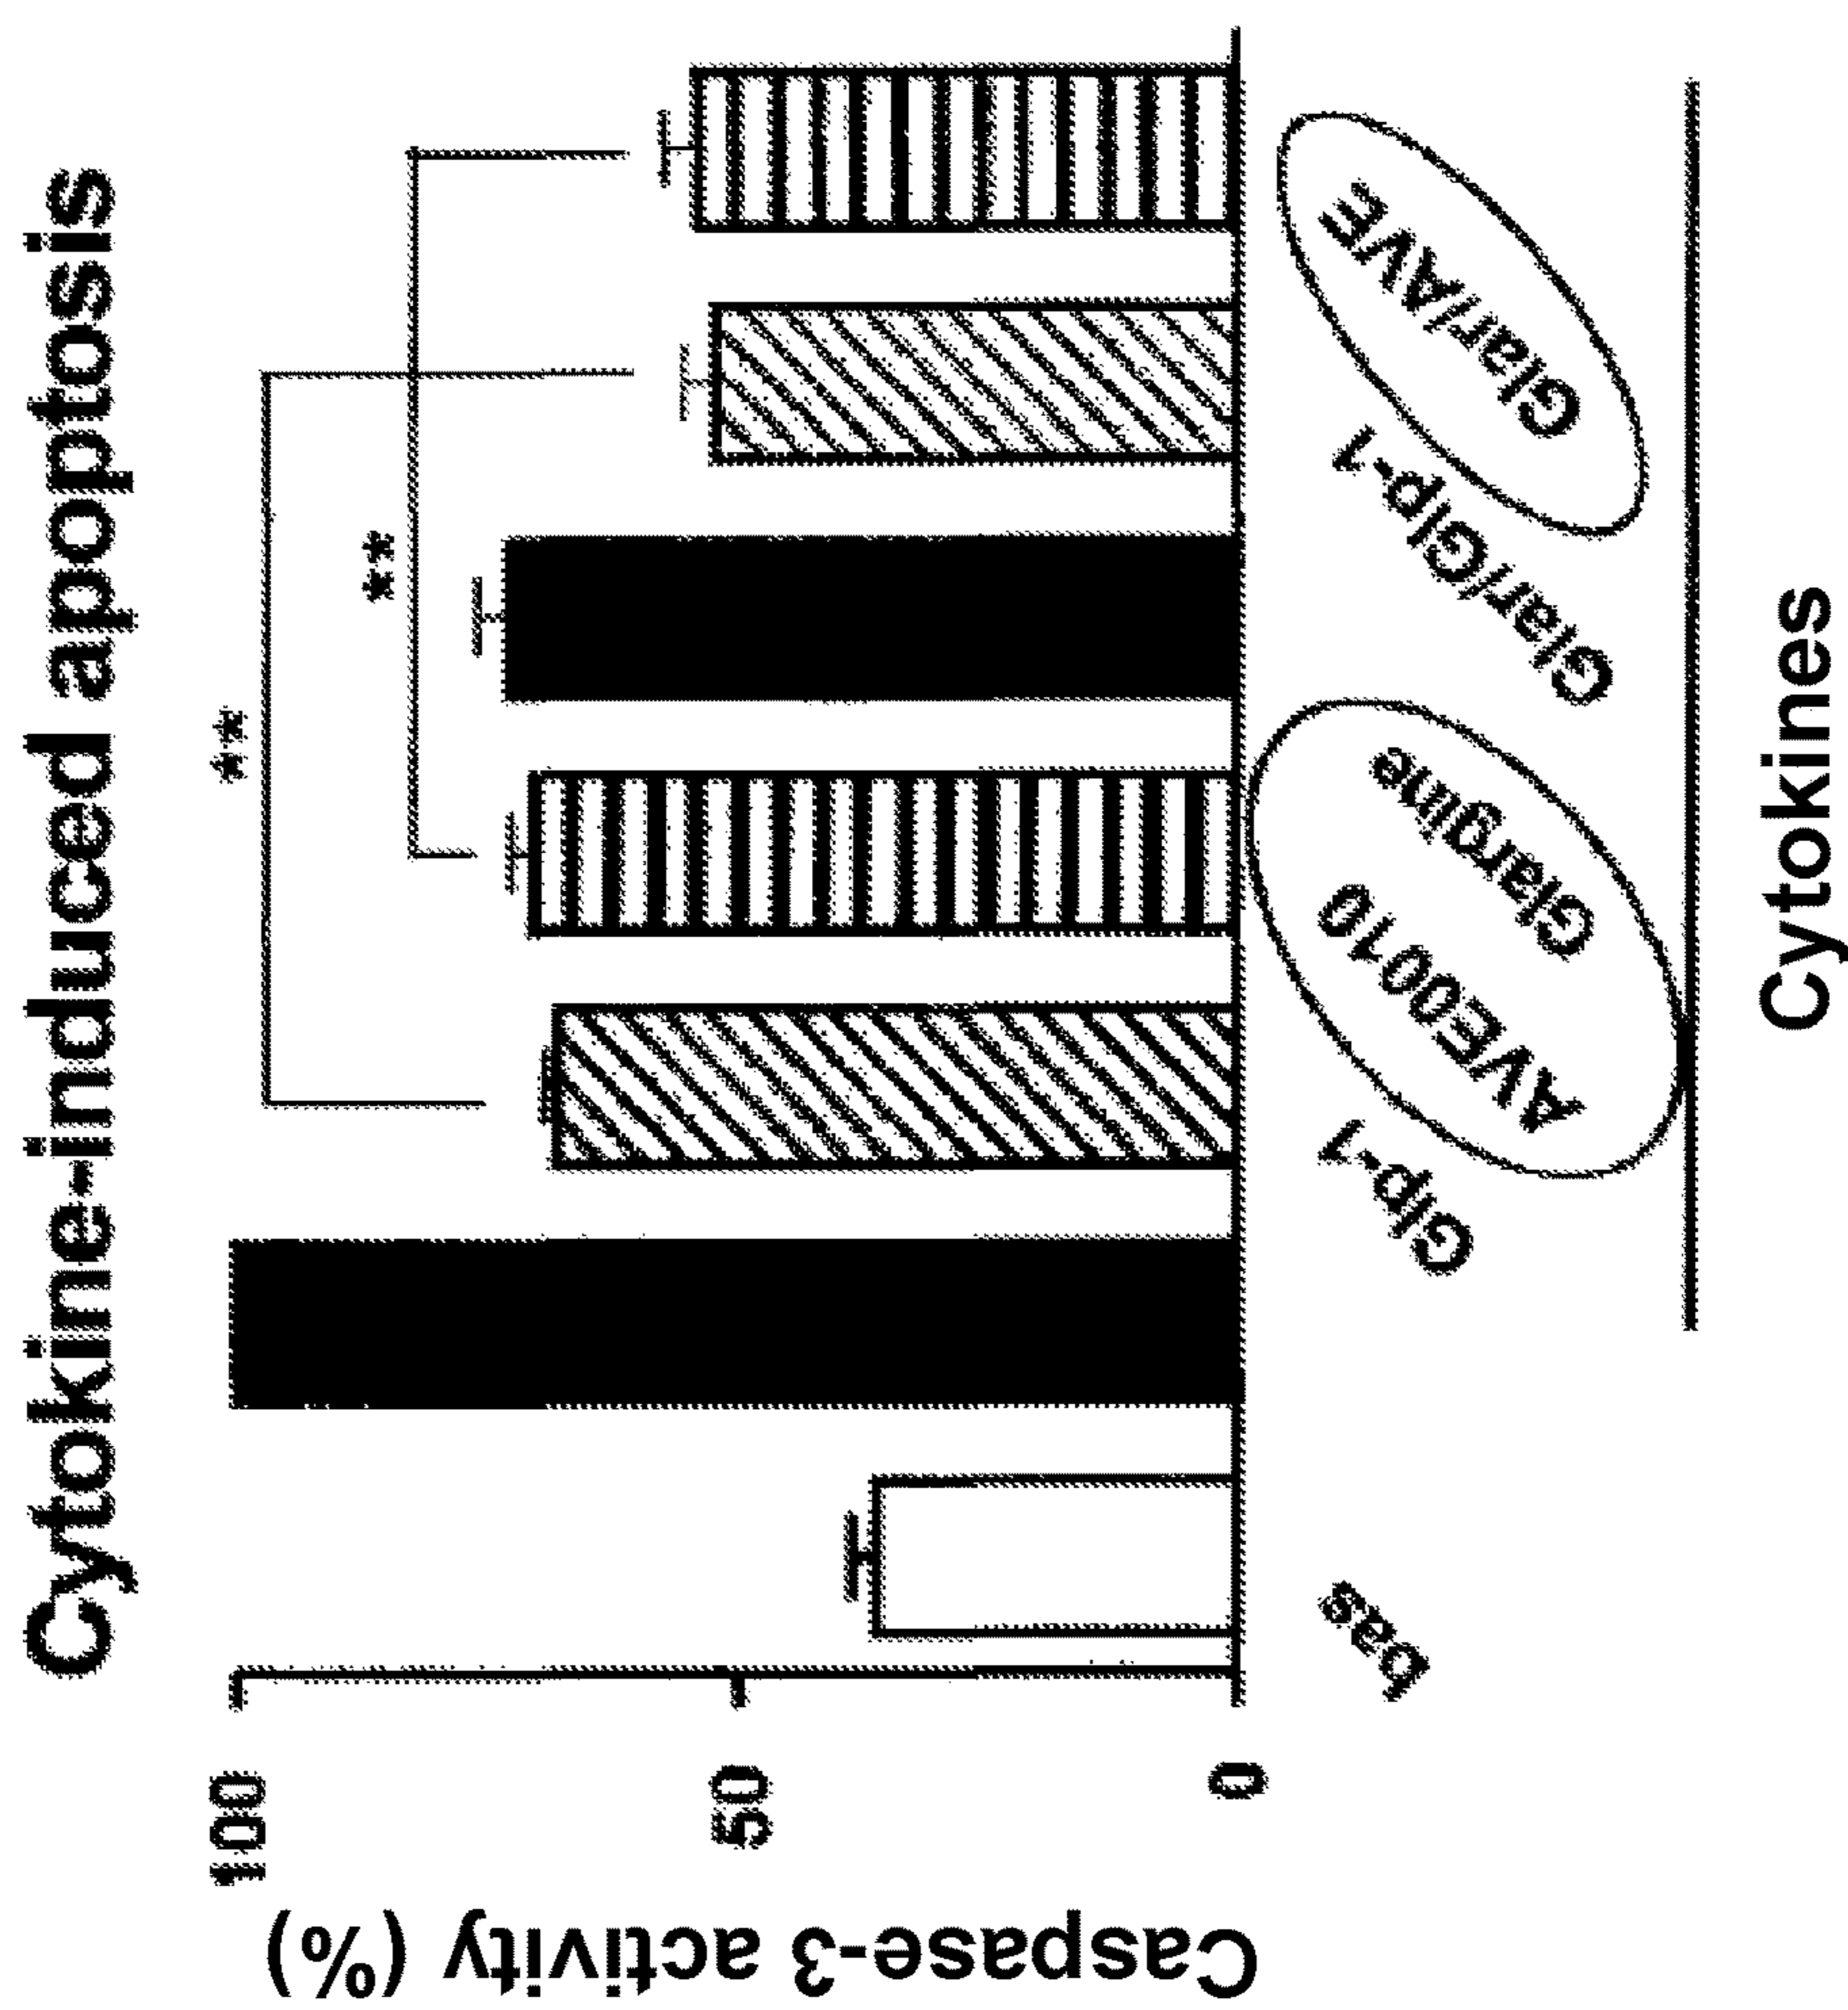 Cytokine-induced apoptosis
Caspase-3 activity (%)
100
50
0
**
**
bas
Glp-1
AVE0010
Glargine
Glar/Glp-1
Glar/AVE
Cytokines